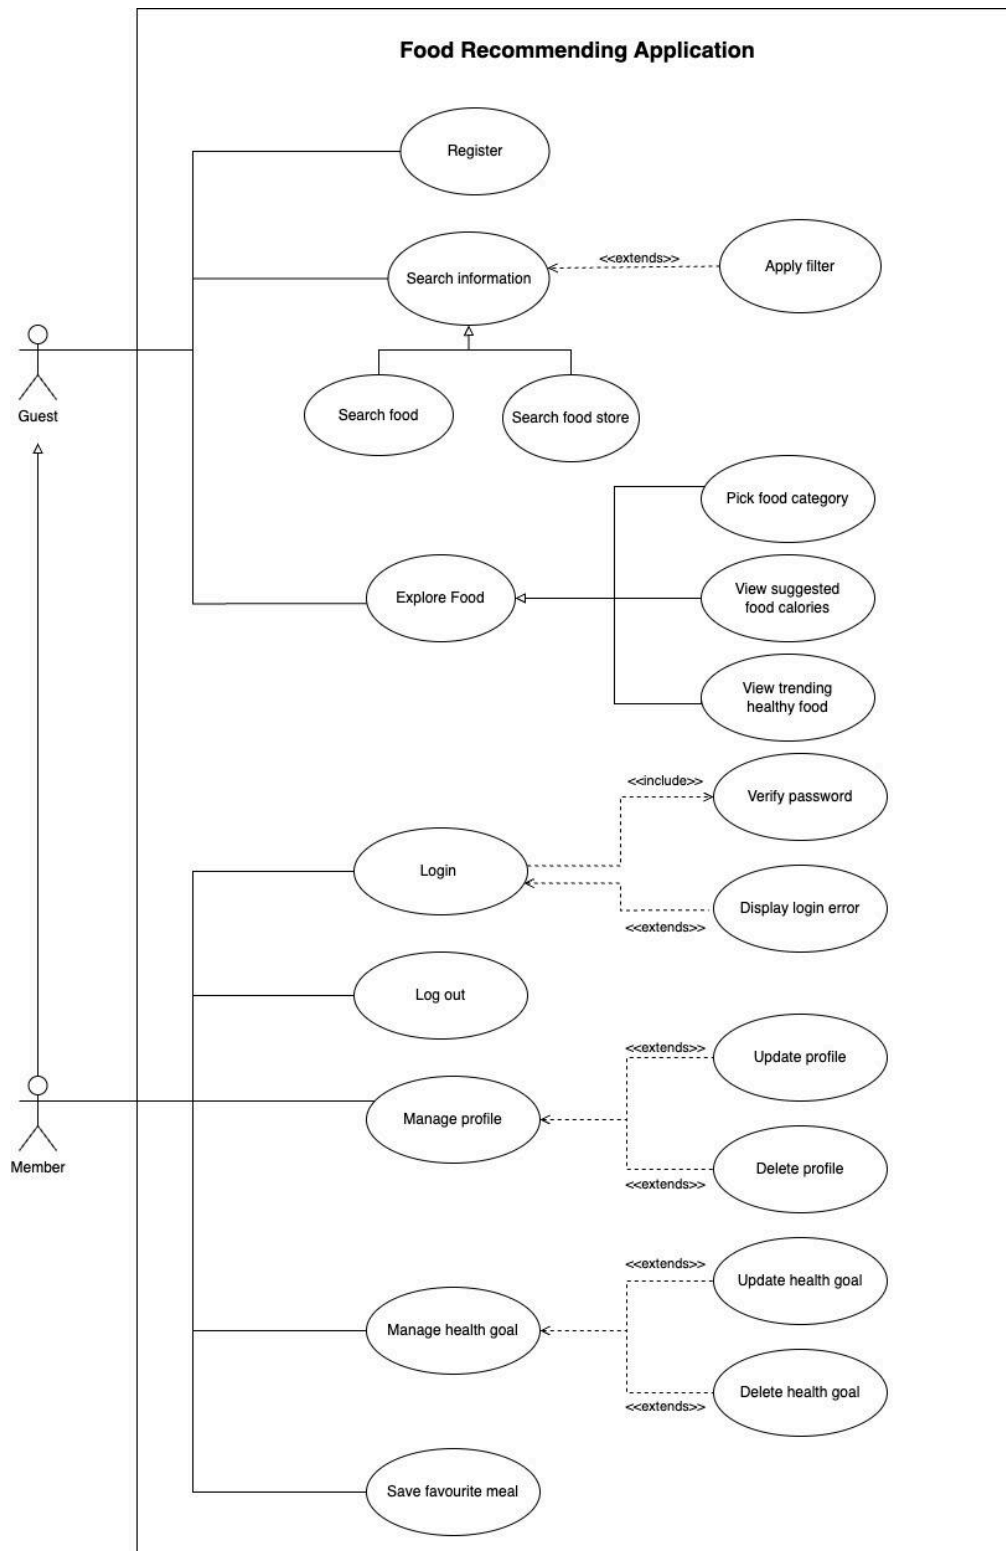 Food Recommending Application
Register
Search information
<<extends>>
Apply filter
Guest
Search food
Search food store
Pick food category
Explore Food
View suggested
food calories
View trending
healthy food
<<include>>
Verify password
Login
Display login error
<<extends>>
Log out
<<extends>>
Update profile
Member
Manage profile
Delete profile
<<extends>>
<<extends>>
Update health goal
Manage health goal
Delete health goal
<<extends>>
Save favourite meal